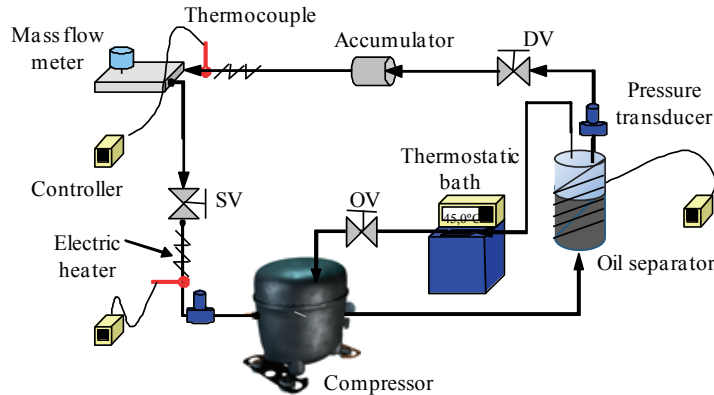 Thermocouple
Mass flow
meter
Accumulator
DV
Pressure
transducer
Thermostatic
bath
OV
45,0°C
Controller
SV
Electric
heater
Oil separator
Compressor